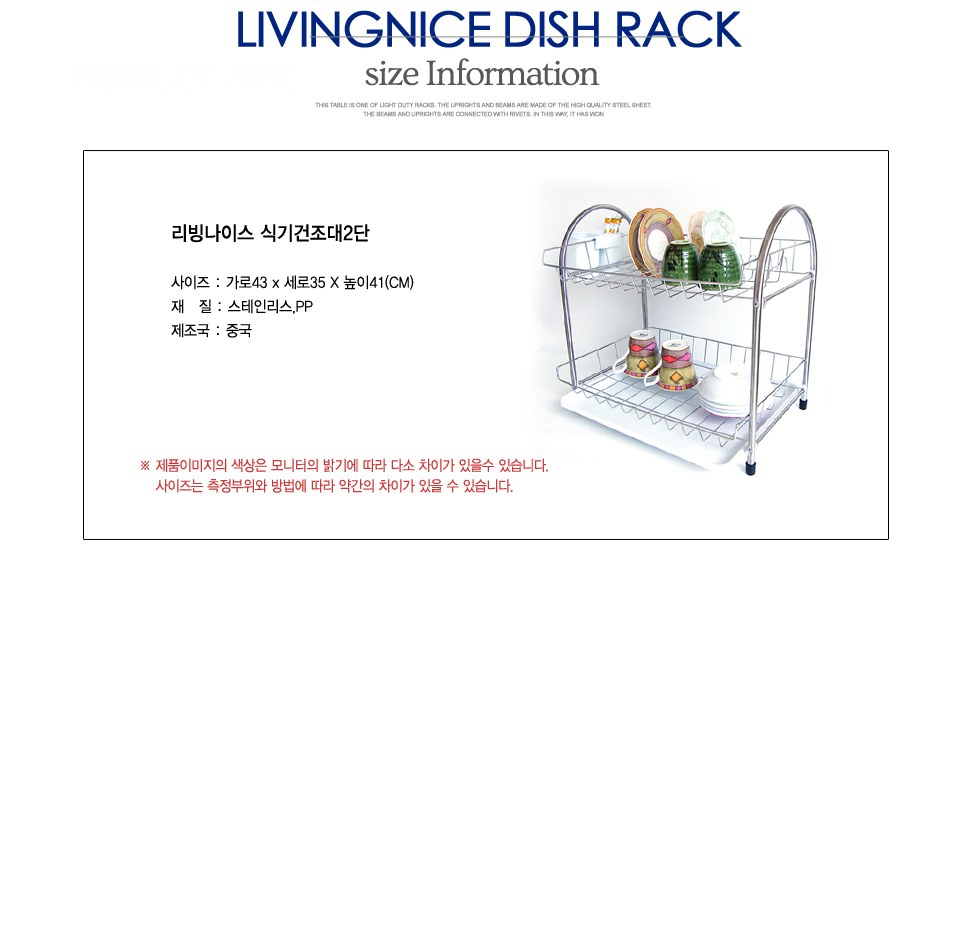 LIVINGNICE DISH RACK
size Information
THIS TABLE IS ONE OF LIGHT DUTY RACKS. THE UPRIGHTS AND BEAMS ARE MADE OF THE HIGH QUALITY STEEL SHEET.
THE BEAMS AND UPRIGHTS ARE CONNECTED WITH RIVETS. IN THIS WAY, IT HAS WON
리빙나이스 식기건조대2단
사이즈 : 가로43 x 세로35 X 높이41(CM)
재 질 : 스테인리스,PP
제조국 : 중국
※ 제품이미지의 색상은 모니터의 밝기에 따라 다소 차이가 있을수 있습니다.
사이즈는 측정부위와 방법에 따라 약간의 차이가 있을 수 있습니다.